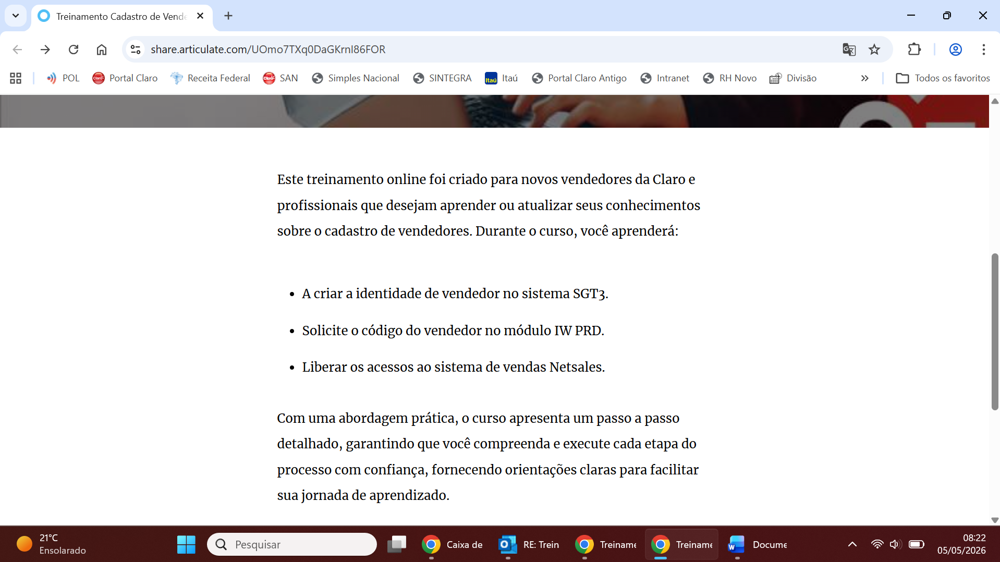 Treinamento Cadastro de Vende
share.articulate.com/UOmo7TXq0DaGKrnI86FOR
POL
Portal Claro
Receita Federal
SAN
Simples Nacional
SINTEGRA
Itaú
Portal Claro Antigo
Intranet
RH Novo
Divisão
Todos os favoritos
Este treinamento online foi criado para novos vendedores da Claro e
profissionais que desejam aprender ou atualizar seus conhecimentos
sobre o cadastro de vendedores. Durante o curso, você aprenderá:
• A criar a identidade de vendedor no sistema SGT3.
• Solicite o código do vendedor no módulo IW PRD.
• Liberar os acessos ao sistema de vendas Netsales.
Com uma abordagem prática, o curso apresenta um passo a passo
detalhado, garantindo que você compreenda e execute cada etapa do
processo com confiança, fornecendo orientações claras para facilitar
sua jornada de aprendizado.
21°C
Ensolarado
Pesquisar
Caixa de
RE: Trein
Treiname
Treiname
Docume
08:22
05/05/2026